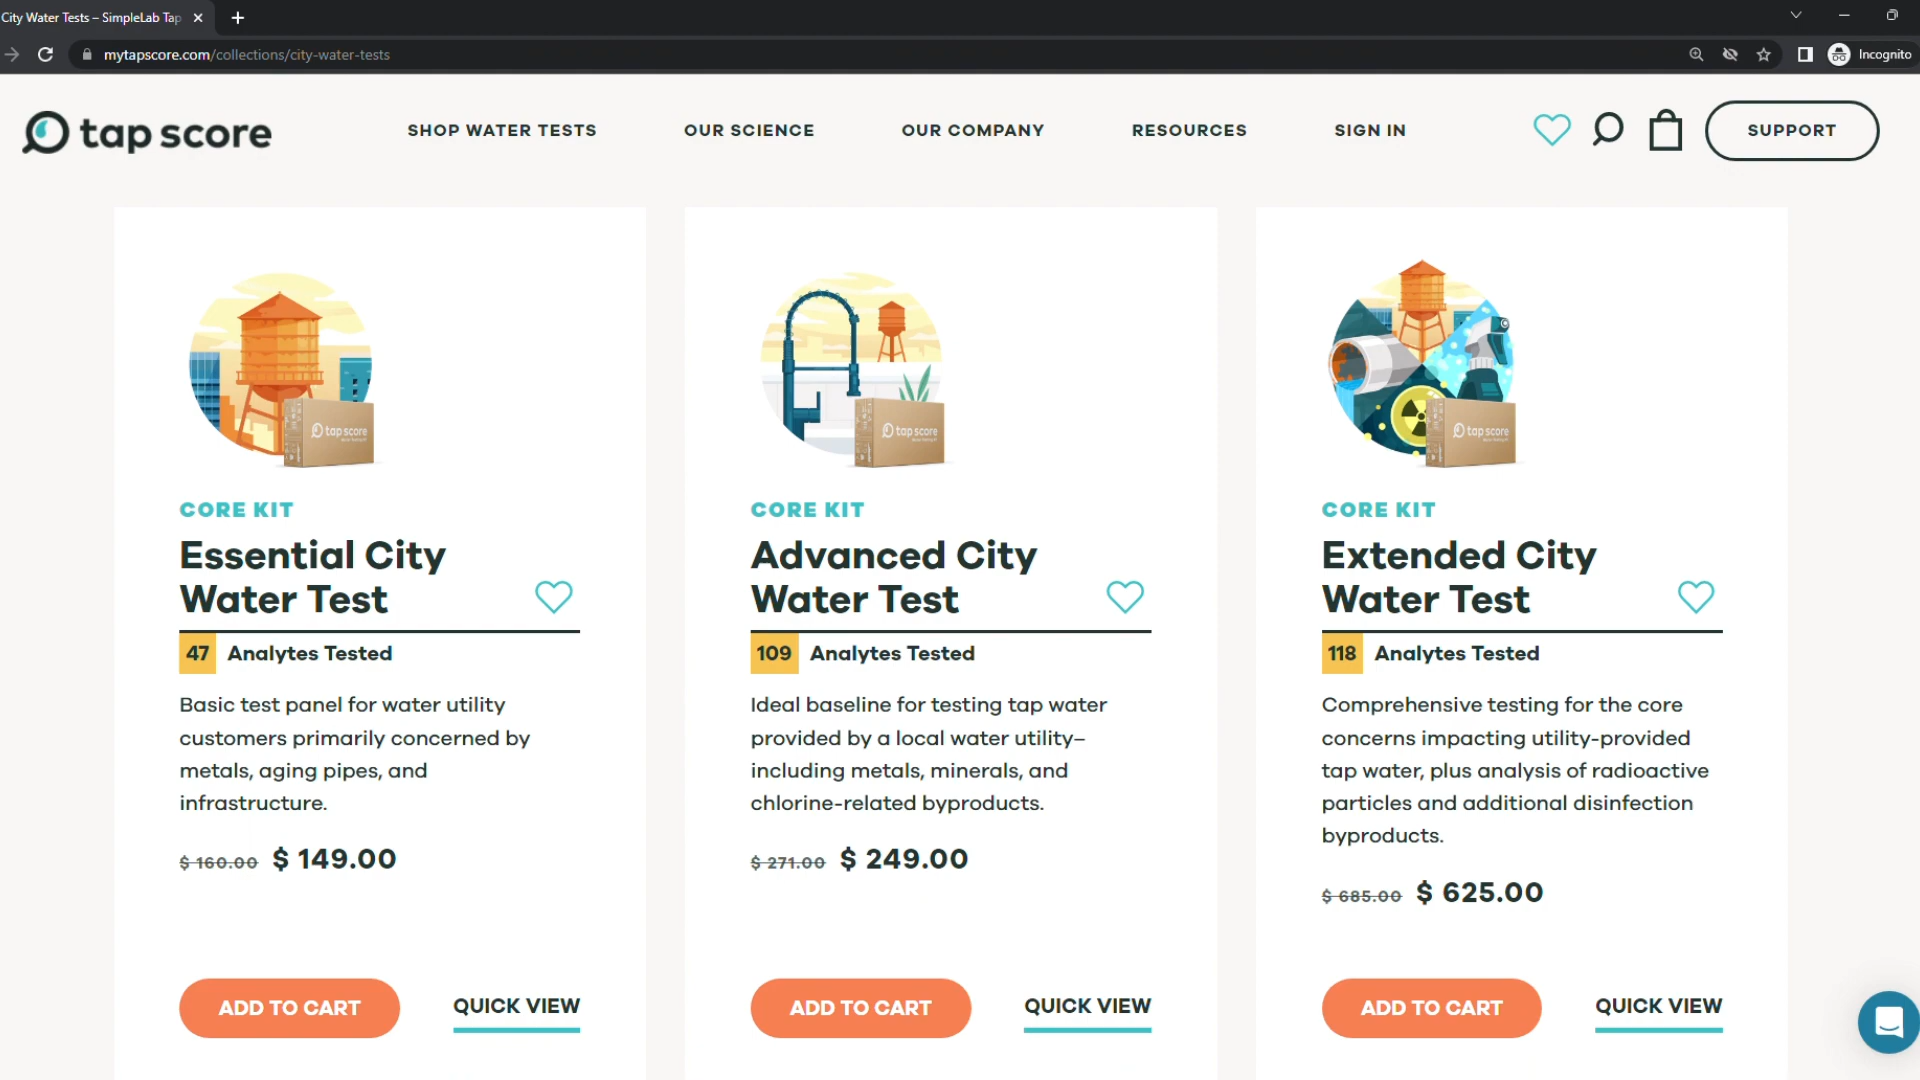 City Water Tests – SimpleLab Tap
mytapscore.com/collections/city-water-tests
Incognito
tap score
SHOP WATER TESTS
OUR SCIENCE
OUR COMPANY
RESOURCES
SIGN IN
SUPPORT
tap score
CORE KIT
Essential City
Water Test
47 Analytes Tested
Basic test panel for water utility
customers primarily concerned by
metals, aging pipes, and
infrastructure.
$ 160.00 $ 149.00
ADD TO CART
QUICK VIEW
tap score
CORE KIT
Advanced City
Water Test
109 Analytes Tested
Ideal baseline for testing tap water
provided by a local water utility–
including metals, minerals, and
chlorine-related byproducts.
$ 271.00 $ 249.00
ADD TO CART
QUICK VIEW
tap score
CORE KIT
Extended City
Water Test
118 Analytes Tested
Comprehensive testing for the core
concerns impacting utility-provided
tap water, plus analysis of radioactive
particles and additional disinfection
byproducts.
$ 685.00 $ 625.00
ADD TO CART
QUICK VIEW